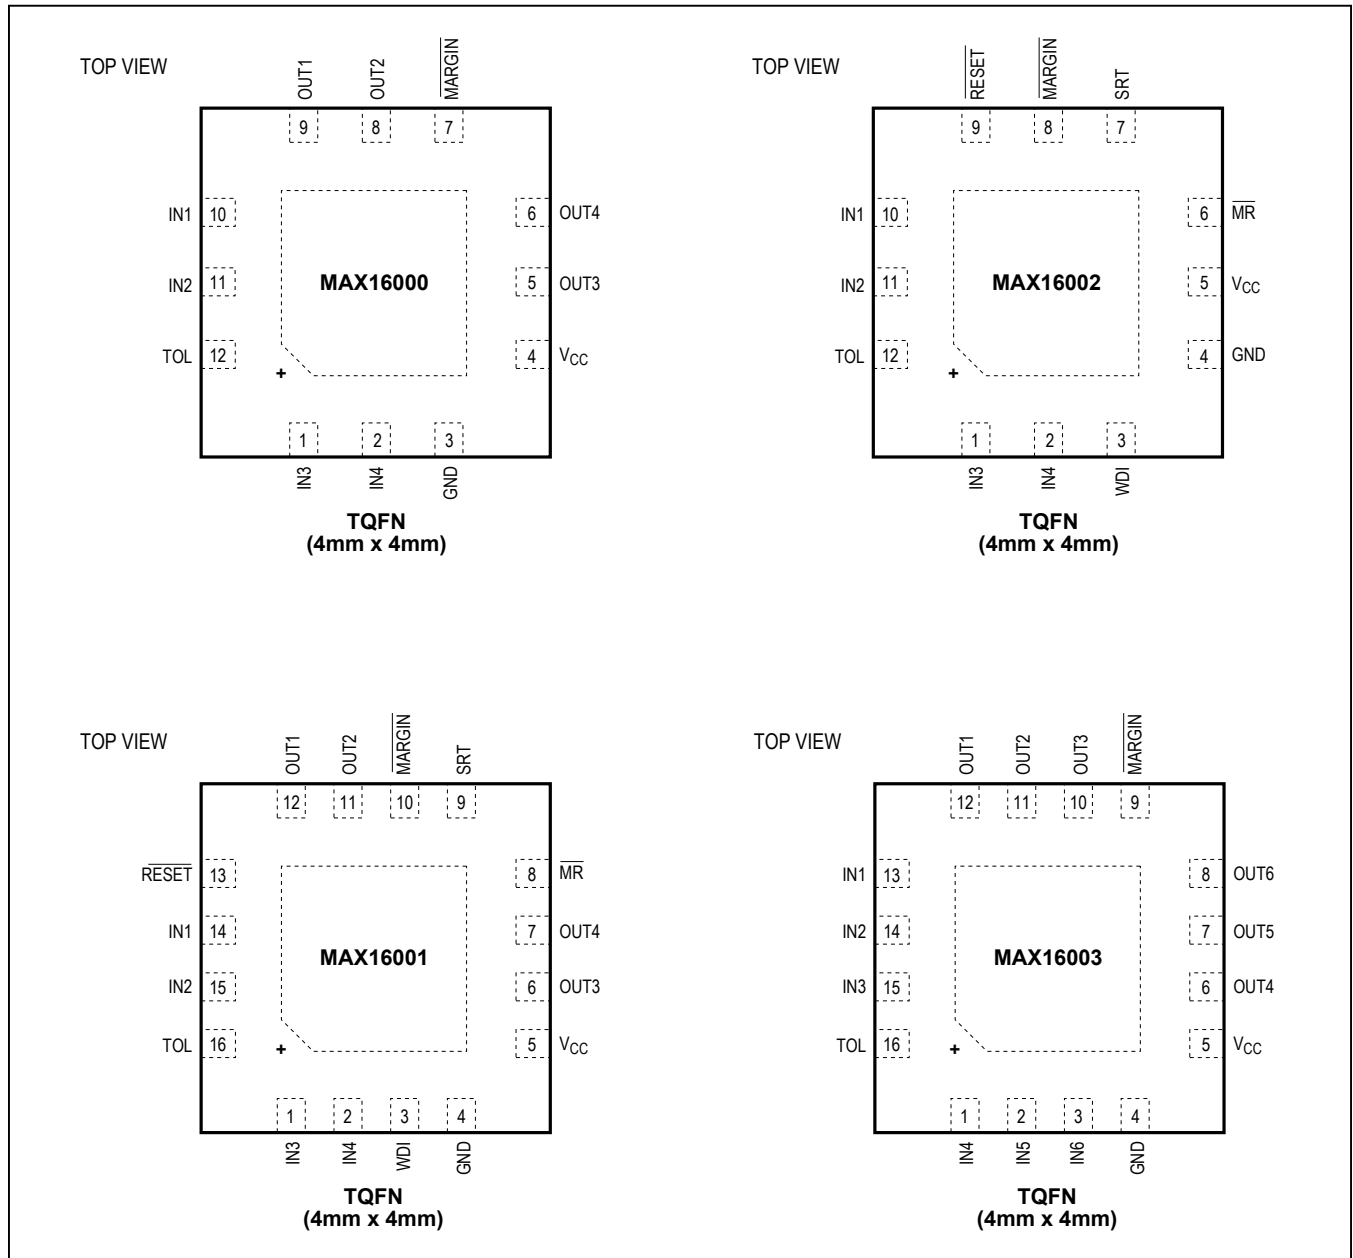 TOP VIEW
OUT1
OUT2
MARGIN
9
8
7
IN1
10
6
OUT4
IN2
11
MAX16000
5
OUT3
TOL
12
4
VCC
+
1
2
3
IN3
IN4
GND
TQFN
(4mm x 4mm)
TOP VIEW
RESET
MARGIN
SRT
9
8
7
IN1
10
6
MR
IN2
11
MAX16002
5
VCC
TOL
12
4
GND
+
1
2
3
IN3
IN4
WDI
TQFN
(4mm x 4mm)
TOP VIEW
OUT1
OUT2
MARGIN
SRT
12
11
10
9
RESET
13
8
MR
IN1
14
7
OUT4
MAX16001
IN2
15
6
OUT3
TOL
16
5
VCC
+
1
2
3
4
IN3
IN4
WDI
GND
TQFN
(4mm x 4mm)
TOP VIEW
OUT1
OUT2
OUT3
MARGIN
12
11
10
9
IN1
13
8
OUT6
IN2
14
7
OUT5
MAX16003
IN3
15
6
OUT4
TOL
16
5
VCC
+
1
2
3
4
IN4
IN5
IN6
GND
TQFN
(4mm x 4mm)